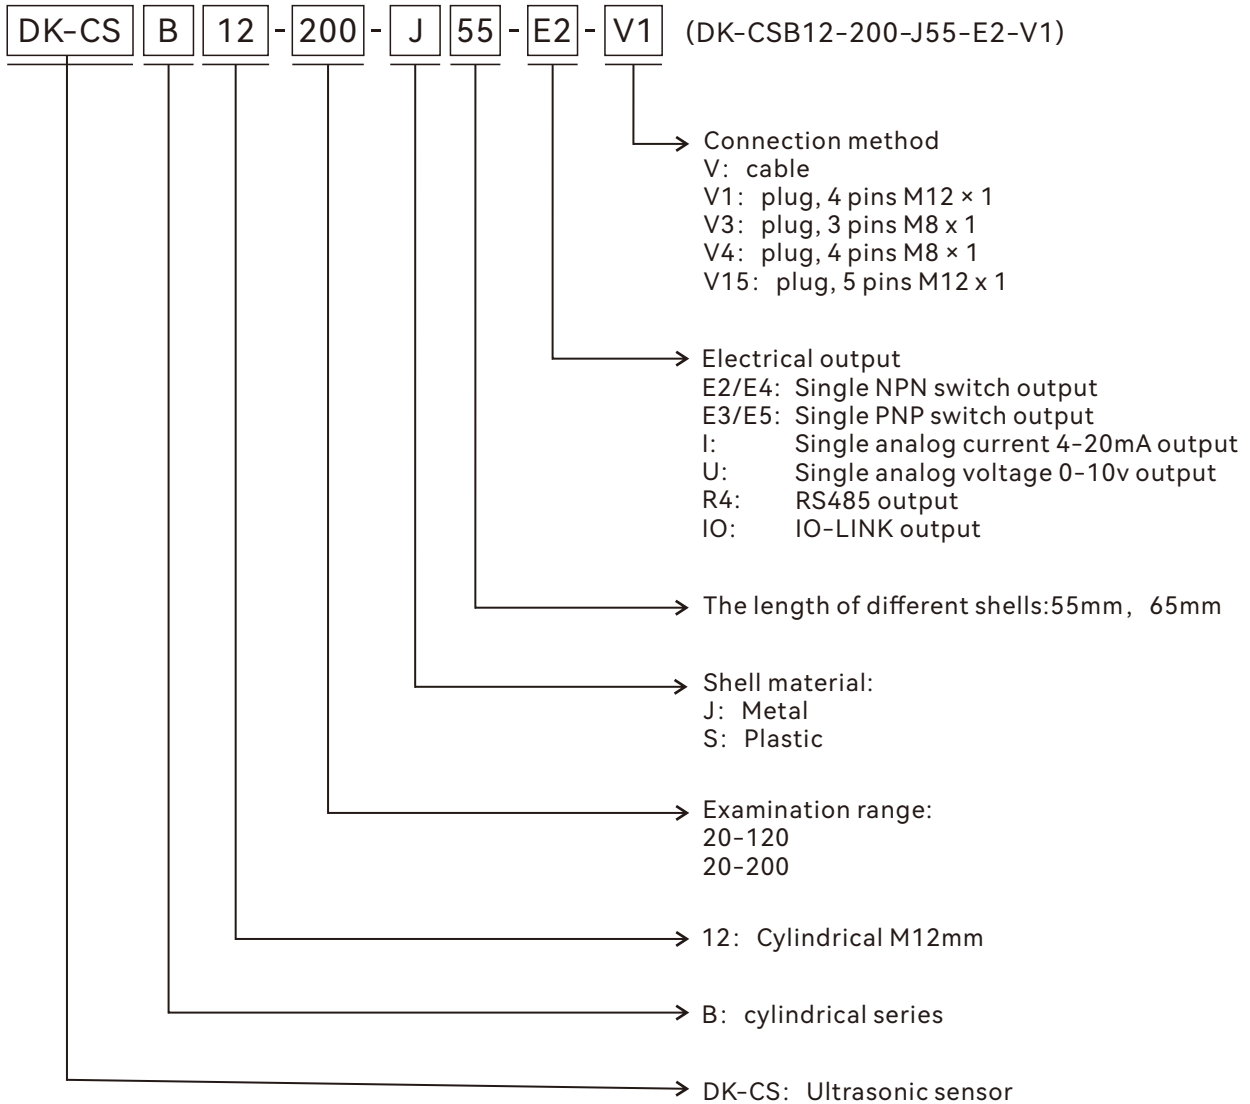 DK-CS B 12 - 200 - J 55 - E2 - V1 (DK-CSB12-200-J55-E2-V1)
Connection method
V: cable
V1: plug, 4 pins M12 × 1
V3: plug, 3 pins M8 x 1
V4: plug, 4 pins M8 × 1
V15: plug, 5 pins M12 x 1
Electrical output
E2/E4: Single NPN switch output
E3/E5: Single PNP switch output
I: Single analog current 4-20mA output
U: Single analog voltage 0-10v output
R4: RS485 output
IO: IO-LINK output
The length of different shells:55mm, 65mm
Shell material:
J: Metal
S: Plastic
Examination range:
20-120
20-200
12: Cylindrical M12mm
B: cylindrical series
DK-CS: Ultrasonic sensor